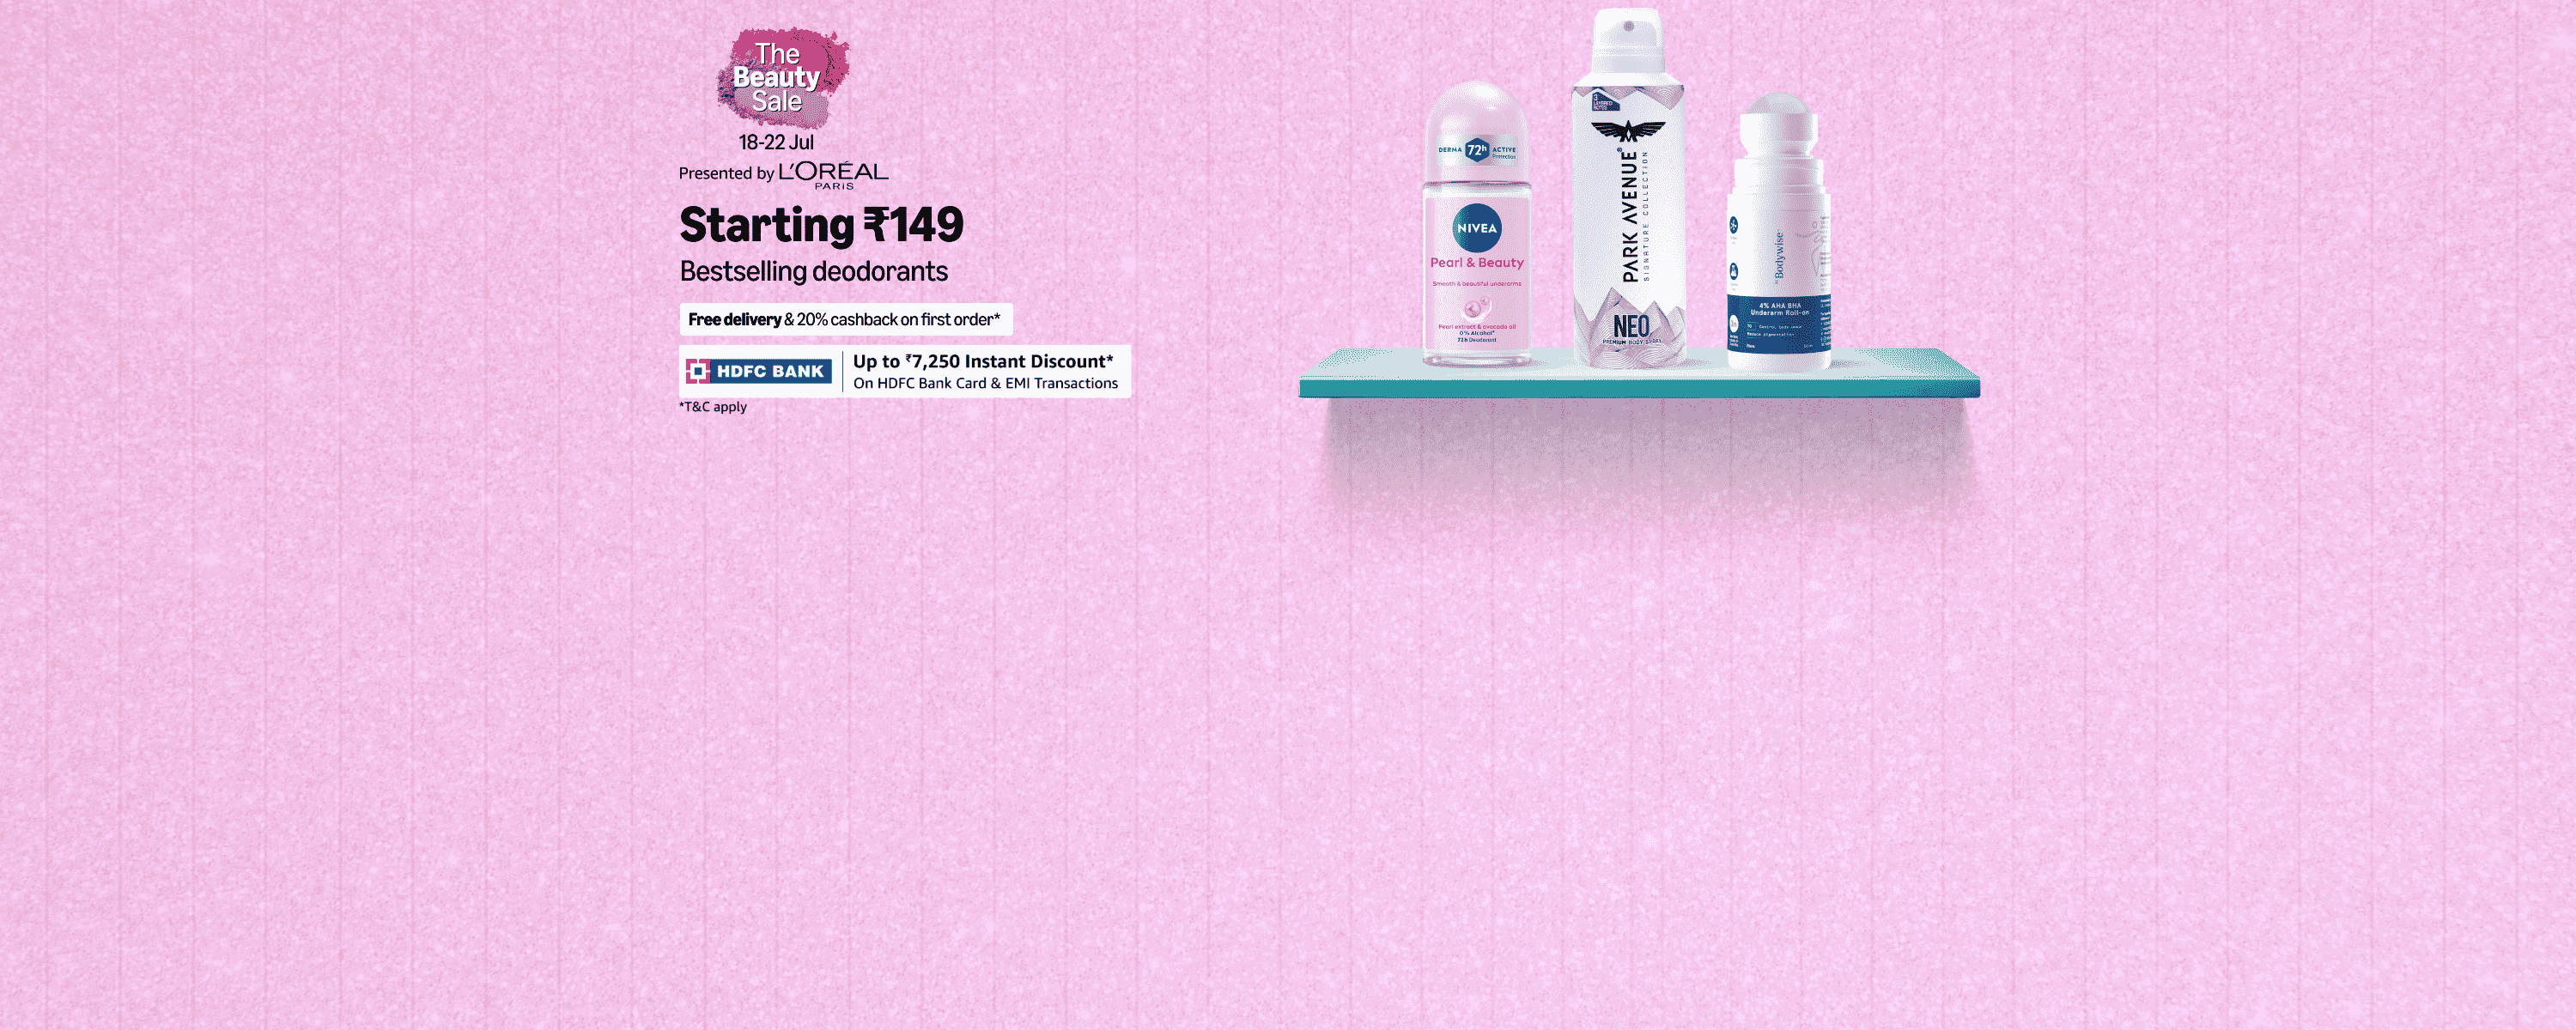 The
Beauty
Sale
18-22 Jul
Presented by L'ORÉAL
PARIS
Starting ₹149
Bestselling deodorants
Free delivery & 20% cashback on first order*
HDFC BANK
Up to ₹7,250 Instant Discount*
On HDFC Bank Card & EMI Transactions
*T&C apply
DERMA 72h ACTIVE
Protection
NIVEA
Pearl & Beauty
Smooth & beautiful underarms
Pearl extract & avocado oil
0% Alcohol*
72h Deodorant
PARK AVENUE®
SIGNATURE COLLECTION
NEO
PREMIUM BODY SPRAY
Bodywise
4% AHA BHA
Underarm Roll-on